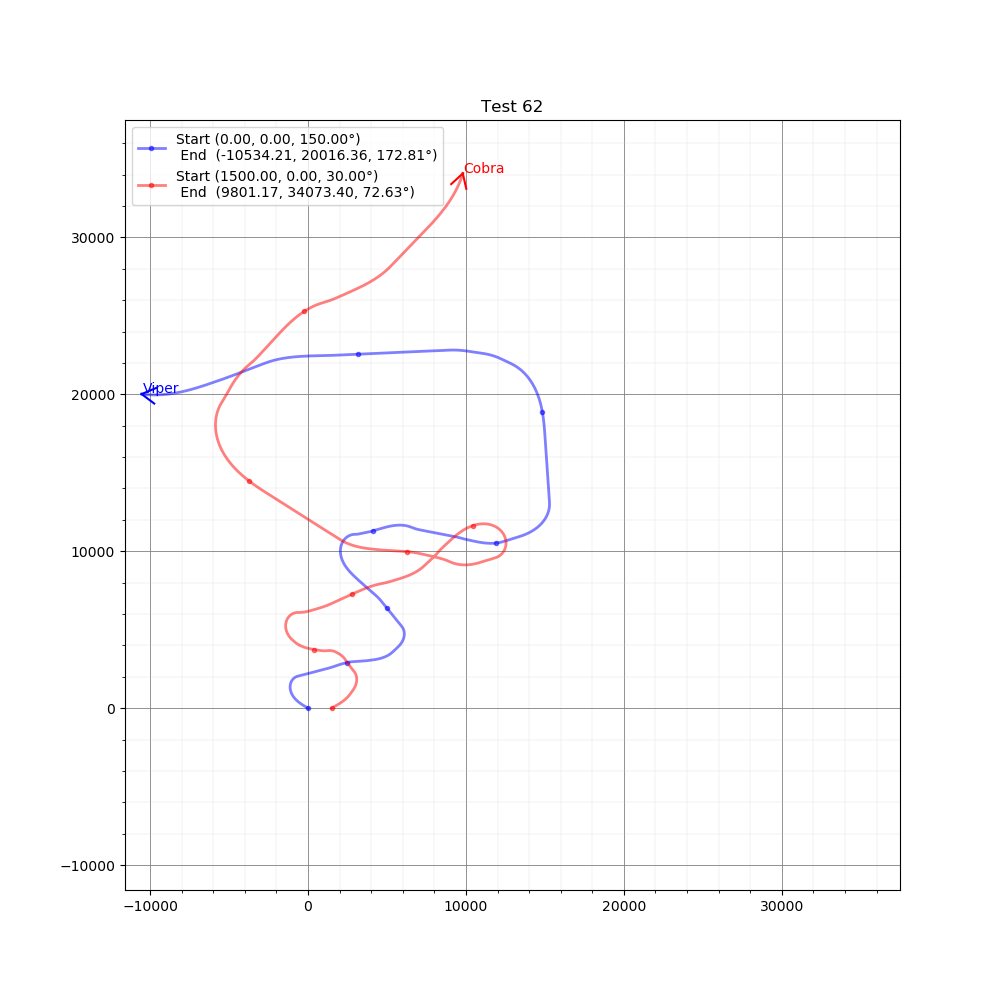 Test 62
Start (0.00, 0.00, 150.00°)
End  (-10534.21, 20016.36, 172.81°)
Start (1500.00, 0.00, 30.00°)
End  (9801.17, 34073.40, 72.63°)
Cobra
Viper
30000
20000
10000
0
−10000
−10000
0
10000
20000
30000